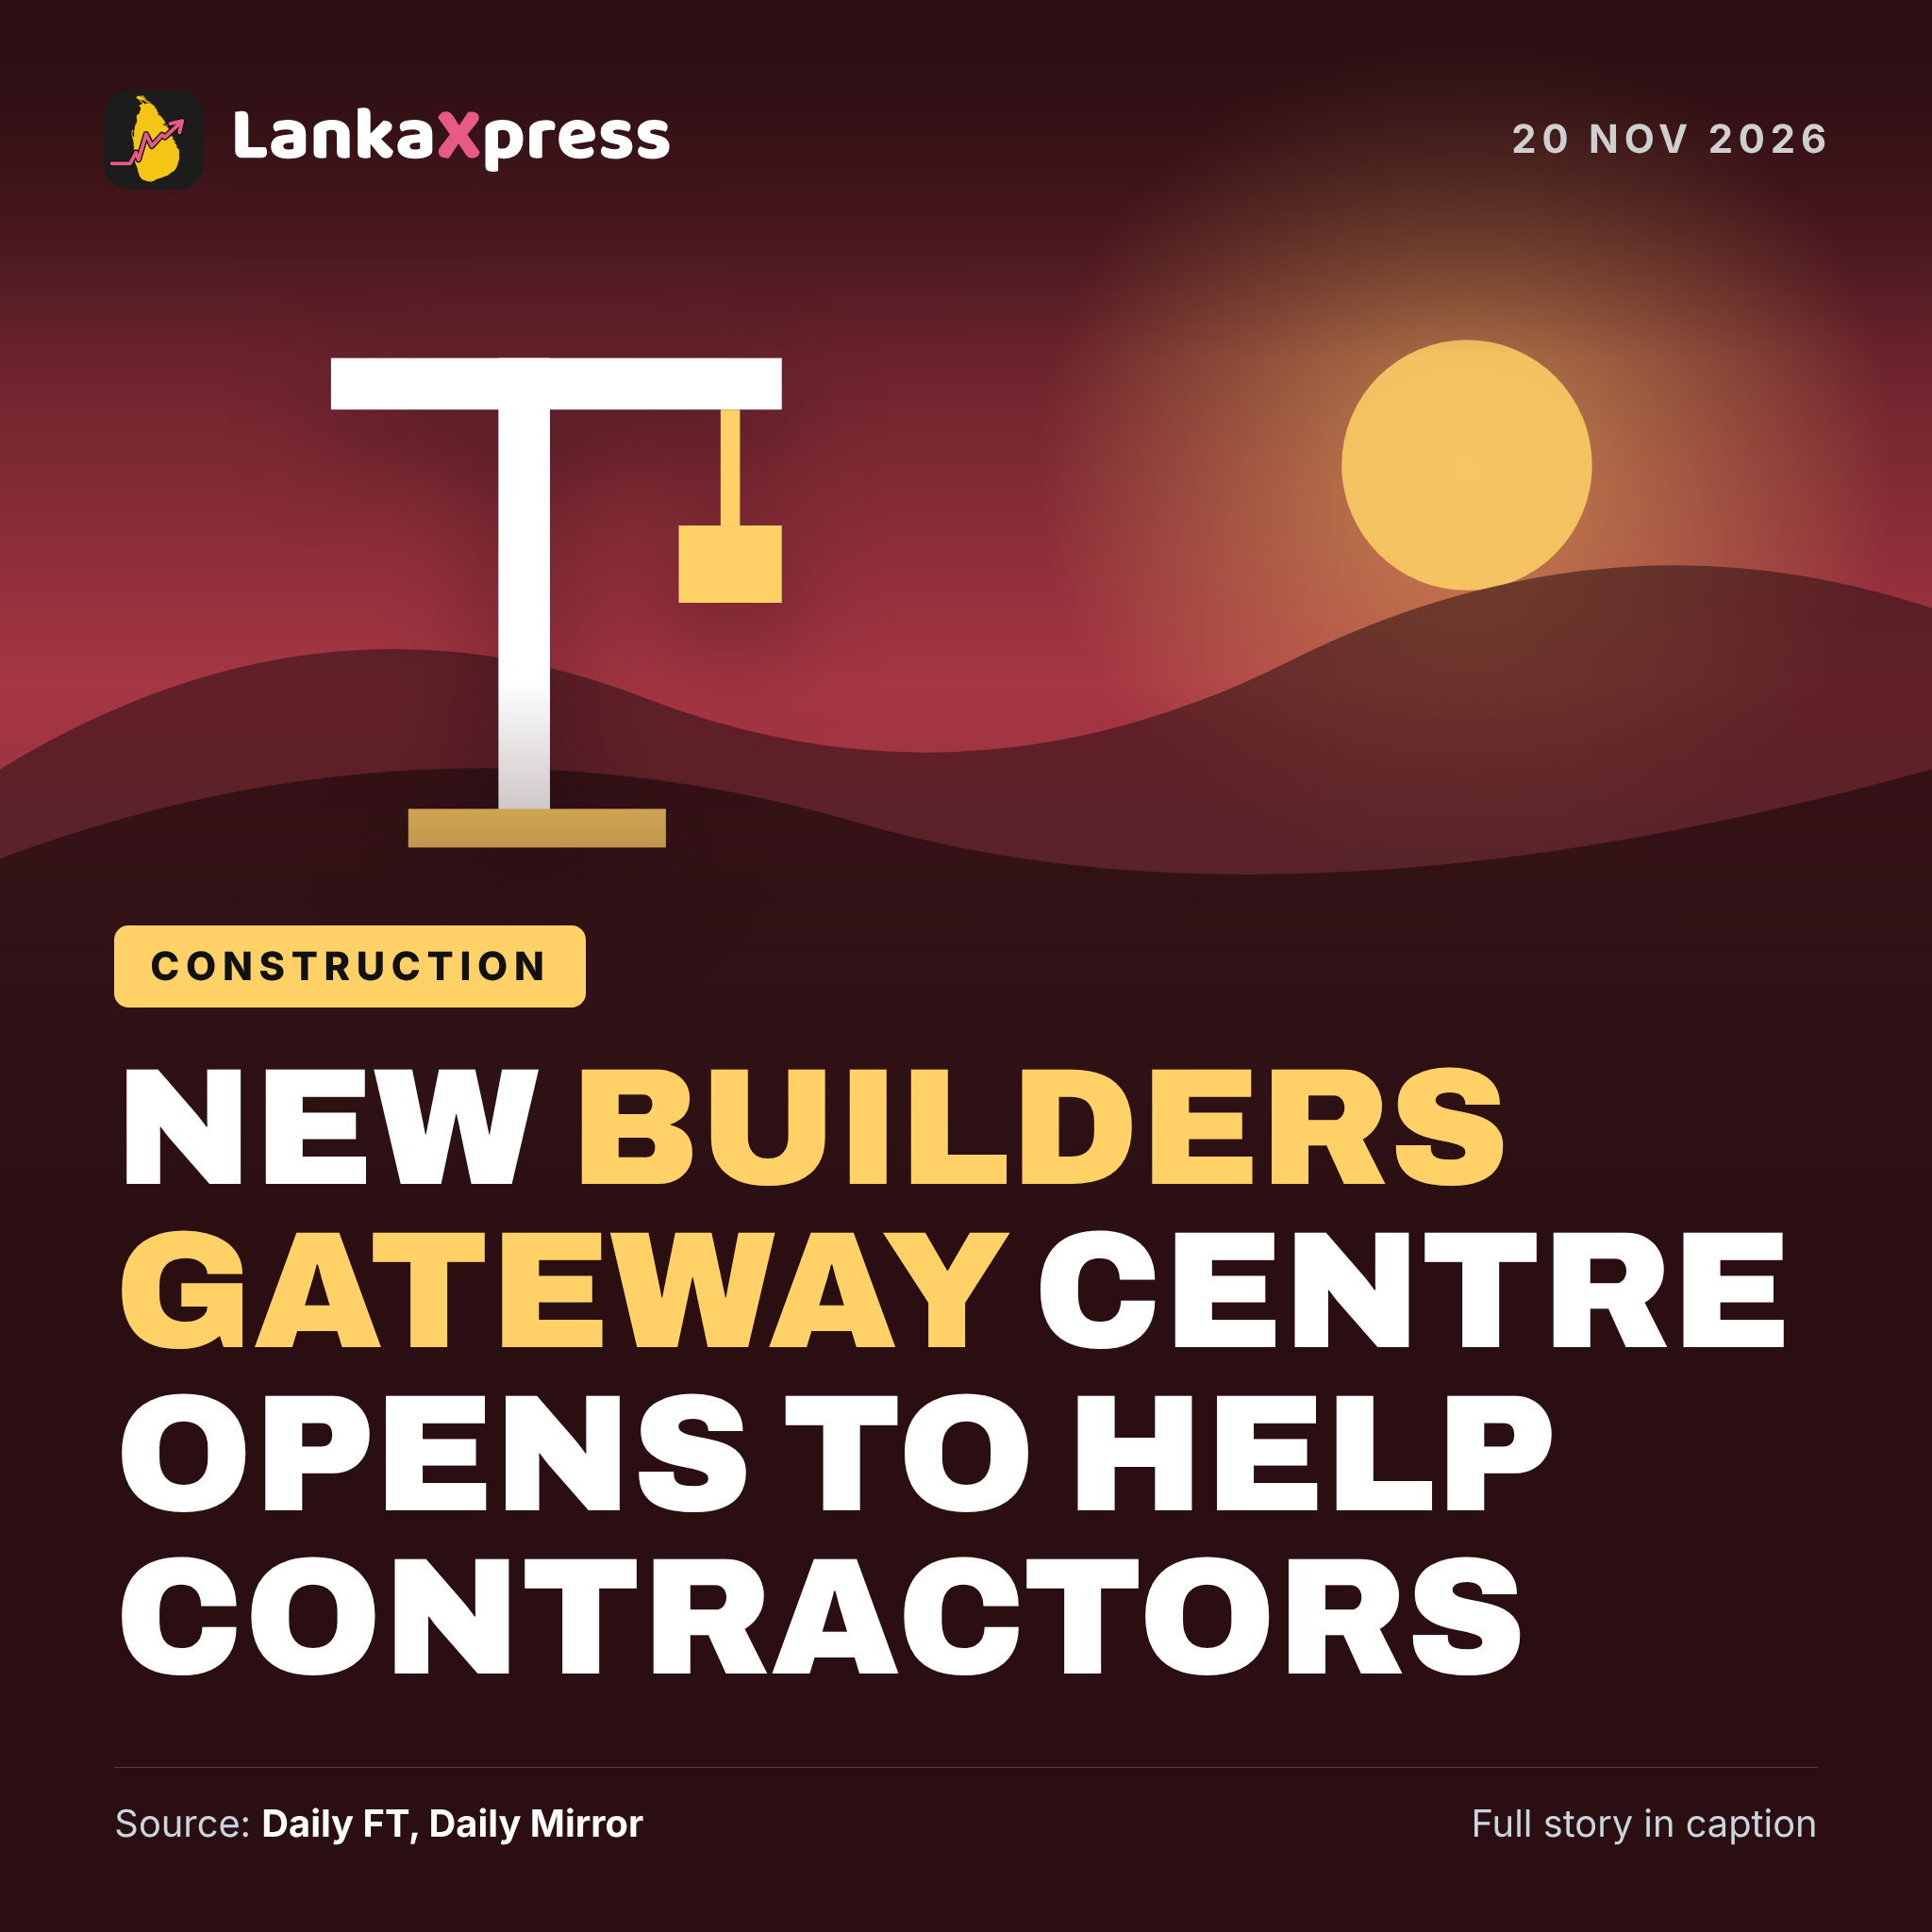 LankaXpress
20 NOV 2026
CONSTRUCTION
NEW BUILDERS
GATEWAY CENTRE
OPENS TO HELP
CONTRACTORS
Source: Daily FT, Daily Mirror
Full story in caption